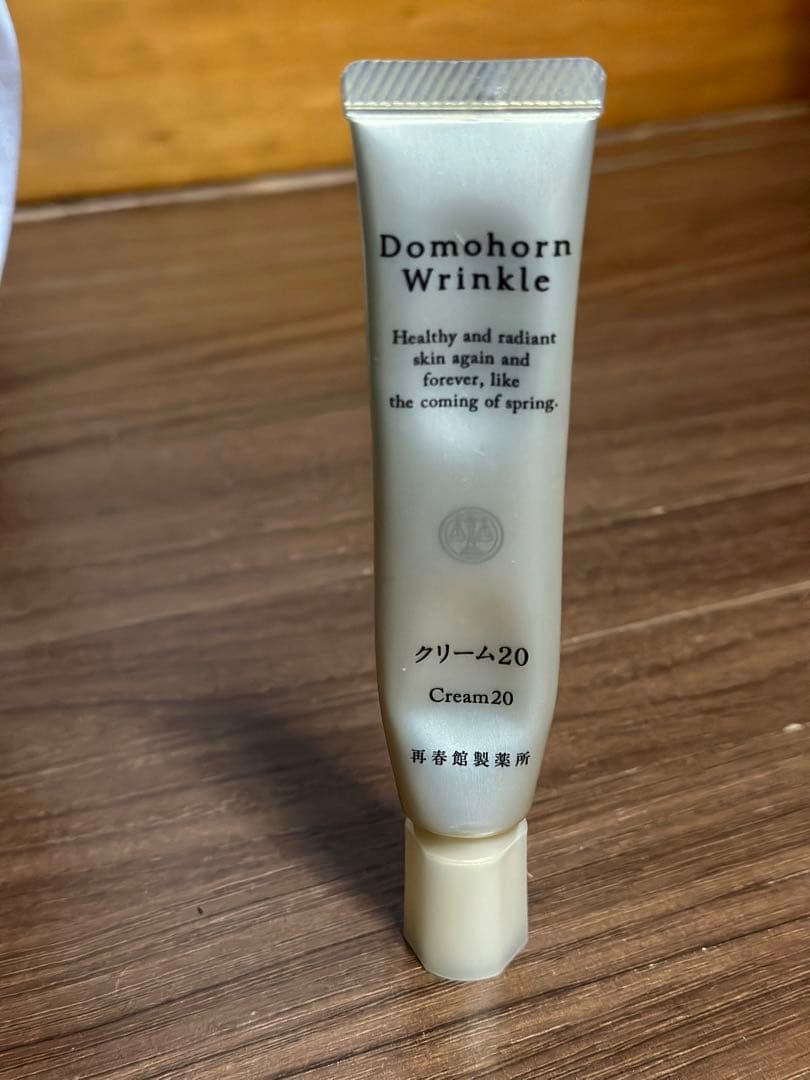 Domohorn
Wrinkle
Healthy and radiant
skin again and
forever, like
the coming of spring.
クリーム20
Cream20
再春館製薬所